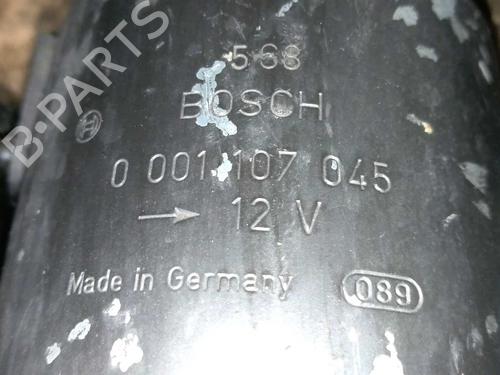 568
BOSCH
0 001 107 045
→ 12 V
Made in Germany 089
B-PARTS